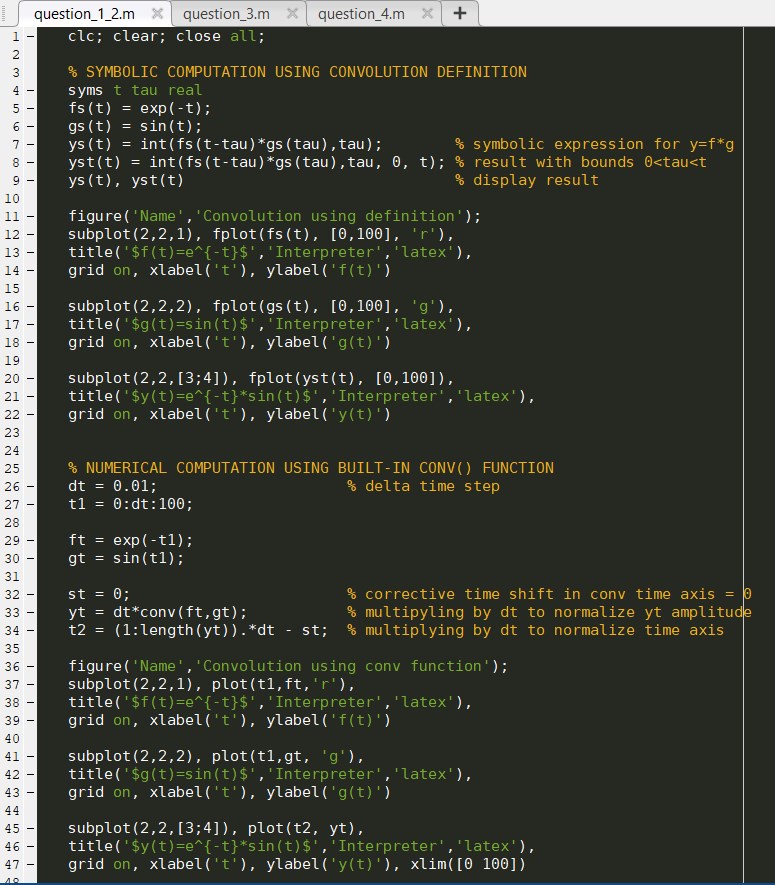 question_1_2.m question_3.m question_4.m +
1 clc; clear; close all;
2
3 % SYMBOLIC COMPUTATION USING CONVOLUTION DEFINITION
4 syms t tau real
5 fs(t) = exp(-t);
6 gs(t) = sin(t);
7 ys(t) = int(fs(t-tau)*gs(tau),tau); % symbolic expression for y=f*g
8 yst(t) = int(fs(t-tau)*gs(tau),tau, 0, t); % result with bounds 0<tau<t
9 ys(t), yst(t) % display result
10
11 figure('Name','Convolution using definition');
12 subplot(2,2,1), fplot(fs(t), [0,100], 'r'),
13 title('$f(t)=e^{-t}$','Interpreter','latex'),
14 grid on, xlabel('t'), ylabel('f(t)')
15
16 subplot(2,2,2), fplot(gs(t), [0,100], 'g'),
17 title('$g(t)=sin(t)$','Interpreter','latex'),
18 grid on, xlabel('t'), ylabel('g(t)')
19
20 subplot(2,2,[3;4]), fplot(yst(t), [0,100]),
21 title('$y(t)=e^{-t}*sin(t)$','Interpreter','latex'),
22 grid on, xlabel('t'), ylabel('y(t)')
23
24
25 % NUMERICAL COMPUTATION USING BUILT-IN CONV() FUNCTION
26 dt = 0.01; % delta time step
27 t1 = 0:dt:100;
28
29 ft = exp(-t1);
30 gt = sin(t1);
31
32 st = 0; % corrective time shift in conv time axis = 0
33 yt = dt*conv(ft,gt); % multipyling by dt to normalize yt amplitude
34 t2 = (1:length(yt)).*dt - st; % multiplying by dt to normalize time axis
35
36 figure('Name','Convolution using conv function');
37 subplot(2,2,1), plot(t1,ft,'r'),
38 title('$f(t)=e^{-t}$','Interpreter','latex'),
39 grid on, xlabel('t'), ylabel('f(t)')
40
41 subplot(2,2,2), plot(t1,gt, 'g'),
42 title('$g(t)=sin(t)$','Interpreter','latex'),
43 grid on, xlabel('t'), ylabel('g(t)')
44
45 subplot(2,2,[3;4]), plot(t2, yt),
46 title('$y(t)=e^{-t}*sin(t)$','Interpreter','latex'),
47 grid on, xlabel('t'), ylabel('y(t)'), xlim([0 100])